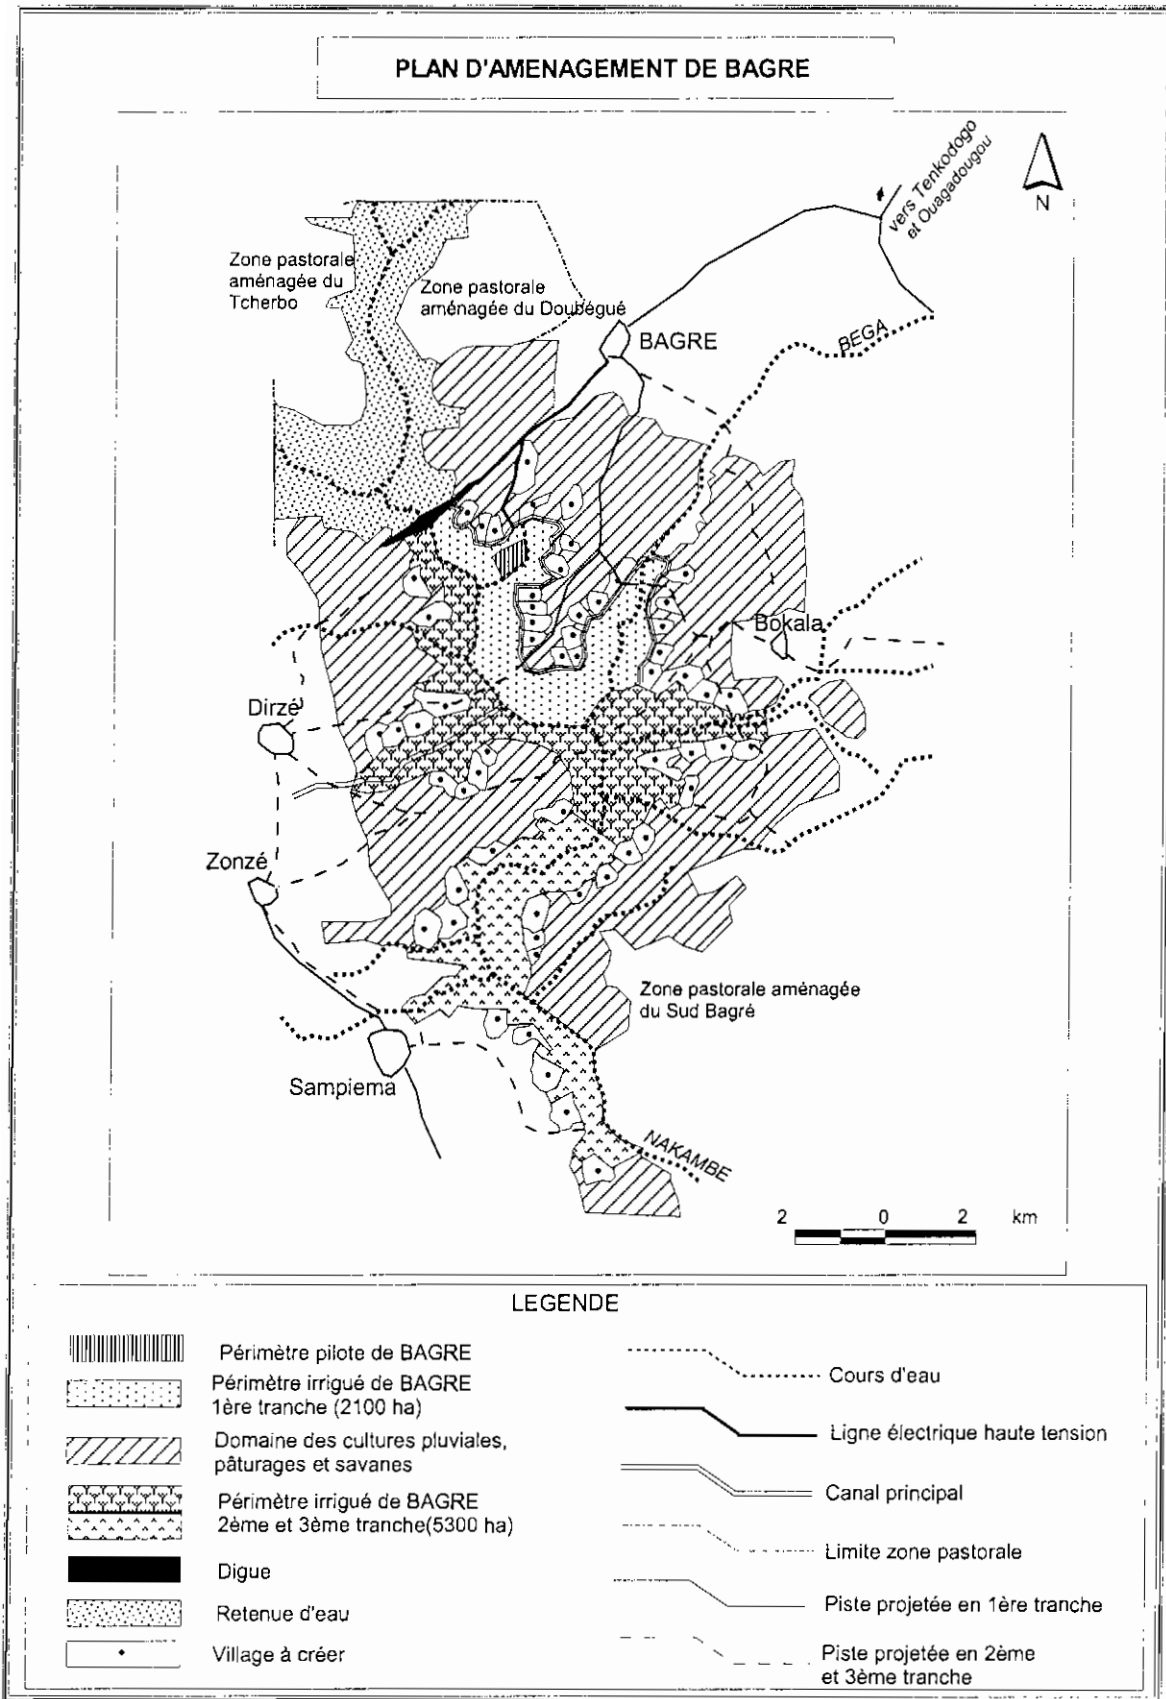 PLAN D'AMENAGEMENT DE BAGRE
vers Tenkodogo
et Ouagadougou
N
Zone pastorale
aménagée du
Tcherbo
Zone pastorale
aménagée du Doubégué
BAGRE
BEGA
Bokala
Dirzé
Zonzé
Zone pastorale aménagée
du Sud Bagré
Sampiema
NAKAMBE
2 0 2 km
LEGENDE
Périmètre pilote de BAGRE
Périmètre irrigué de BAGRE
1ère tranche (2100 ha)
Domaine des cultures pluviales,
pâturages et savanes
Périmètre irrigué de BAGRE
2ème et 3ème tranche(5300 ha)
Digue
Retenue d'eau
Village à créer
Cours d'eau
Ligne électrique haute tension
Canal principal
Limite zone pastorale
Piste projetée en 1ère tranche
Piste projetée en 2ème
et 3ème tranche